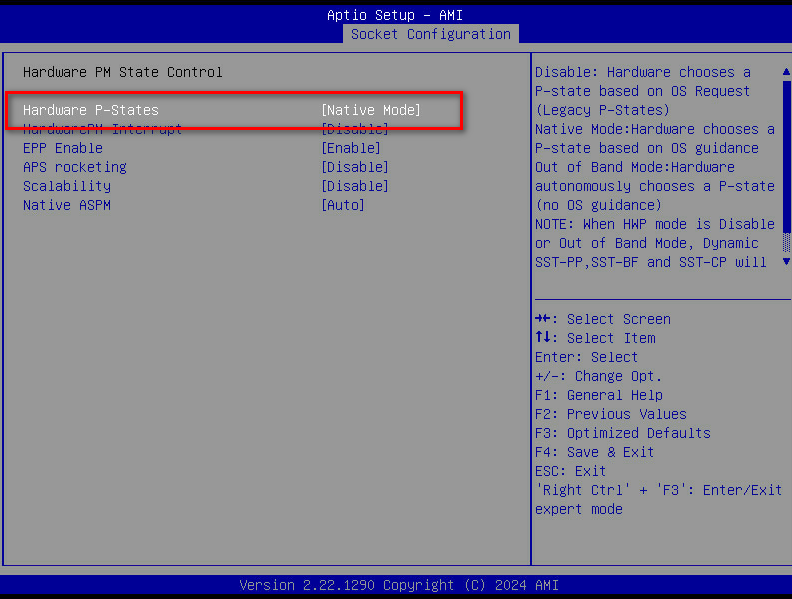 Aptio Setup – AMI
Socket Configuration
Hardware PM State Control
Hardware P-States [Native Mode]
HardwarePM Interrupt [Disable]
EPP Enable [Enable]
APS rocketing [Disable]
Scalability [Disable]
Native ASPM [Auto]
Disable: Hardware chooses a
P-state based on OS Request
(Legacy P-States)
Native Mode:Hardware chooses a
P-state based on OS guidance
Out of Band Mode:Hardware
autonomously chooses a P-state
(no OS guidance)
NOTE: When HWP mode is Disable
or Out of Band Mode, Dynamic
SST-PP,SST-BF and SST-CP will
→←: Select Screen
↑↓: Select Item
Enter: Select
+/-: Change Opt.
F1: General Help
F2: Previous Values
F3: Optimized Defaults
F4: Save & Exit
ESC: Exit
'Right Ctrl' + 'F3': Enter/Exit
expert mode
Version 2.22.1290 Copyright (C) 2024 AMI